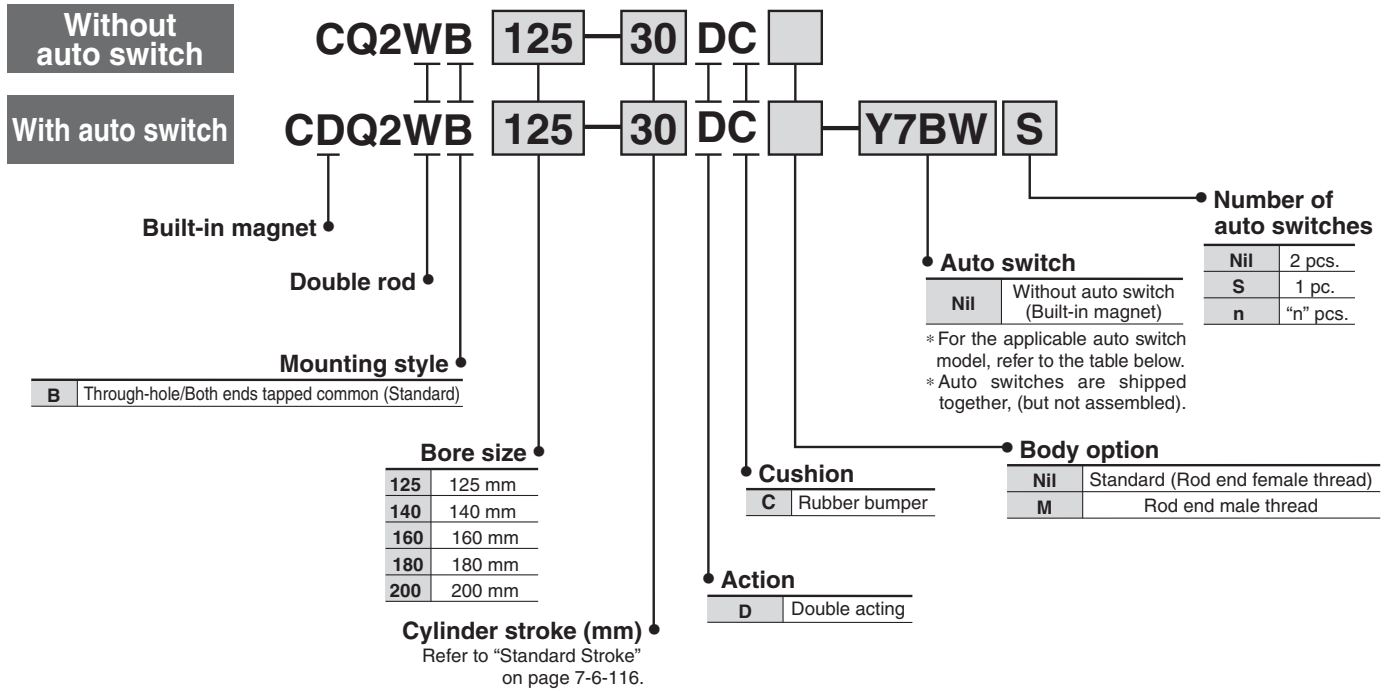 Without
auto switch
CQ2WB 125 — 30 DC
With auto switch
CDQ2WB 125 — 30 DC — Y7BW S
Built-in magnet
Double rod
Mounting style
B Through-hole/Both ends tapped common (Standard)
Bore size
125 125 mm
140 140 mm
160 160 mm
180 180 mm
200 200 mm
Cylinder stroke (mm)
Refer to “Standard Stroke”
on page 7-6-116.
Action
D Double acting
Cushion
C Rubber bumper
Body option
Nil Standard (Rod end female thread)
M Rod end male thread
Auto switch
Nil Without auto switch
(Built-in magnet)
* For the applicable auto switch
model, refer to the table below.
* Auto switches are shipped
together, (but not assembled).
Number of
auto switches
Nil 2 pcs.
S 1 pc.
n “n” pcs.